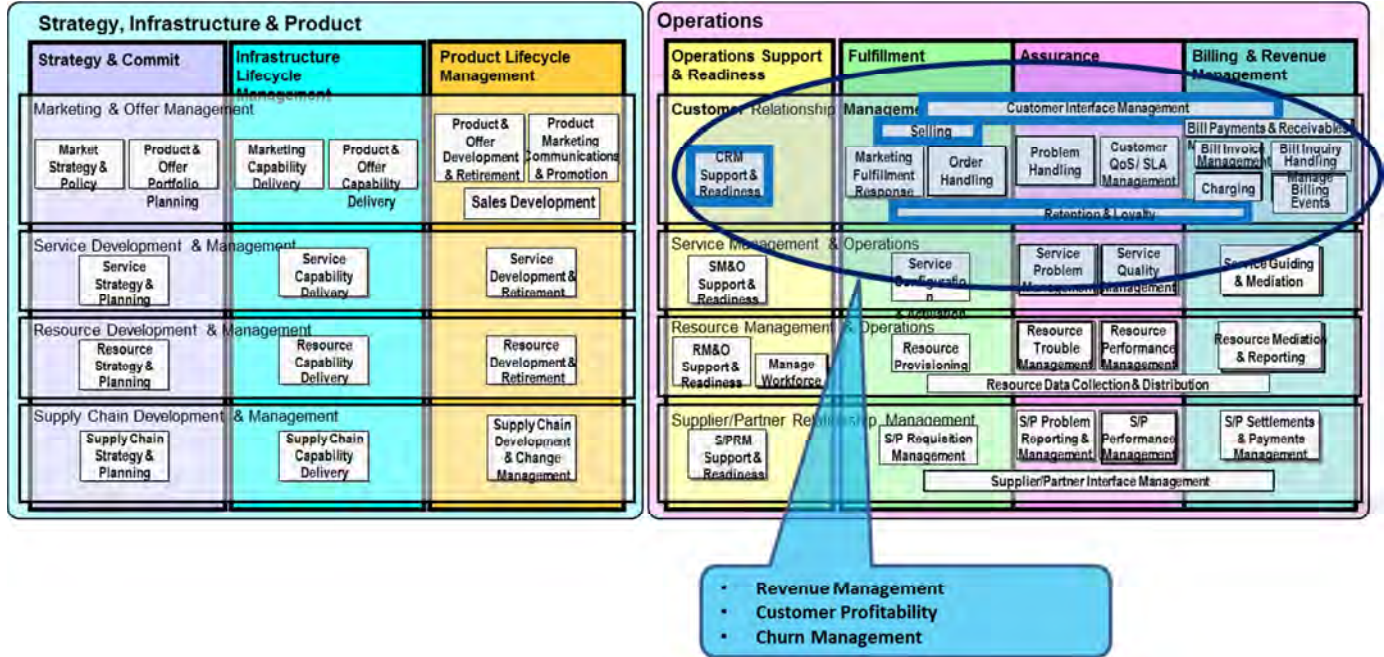 Strategy, Infrastructure & Product
Strategy & Commit
Infrastructure
Lifecycle
Management
Product Lifecycle
Management
Marketing & Offer Management
Market
Strategy &
Policy
Product &
Offer
Portfolio
Planning
Marketing
Capability
Delivery
Product &
Offer
Capability
Delivery
Product &
Offer
Development
& Retirement
Product
Marketing
Communications
& Promotion
Sales Development
Service Development & Management
Service
Strategy &
Planning
Service
Capability
Delivery
Service
Development &
Retirement
Resource Development & Management
Resource
Strategy &
Planning
Resource
Capability
Delivery
Resource
Development &
Retirement
Supply Chain Development & Management
Supply Chain
Strategy &
Planning
Supply Chain
Capability
Delivery
Supply Chain
Development
& Change
Management
Operations
Operations Support
& Readiness
Fulfillment
Assurance
Billing & Revenue
Management
Customer Relationship Management
Customer Interface Management
Selling
CRM
Support &
Readiness
Marketing
Fulfillment
Response
Order
Handling
Problem
Handling
Customer
QoS/ SLA
Management
Bill Payments & Receivables
Bill Invoice
Management
Bill Inquiry
Handling
Charging
Manage
Billing
Events
Retention & Loyalty
Service Management & Operations
SM&O
Support &
Readiness
Service
Configuratio
n
& Activation
Service
Problem
Management
Service
Quality
Management
Service Guiding
& Mediation
Resource Management & Operations
RM&O
Support &
Readiness
Manage
Workforce
Resource
Provisioning
Resource
Trouble
Management
Resource
Performance
Management
Resource Mediation
& Reporting
Resource Data Collection & Distribution
Supplier/Partner Relationship Management
S/PRM
Support &
Readiness
S/P Requisition
Management
S/P Problem
Reporting &
Management
S/P
Performance
Management
S/P Settlements
& Payments
Management
Supplier/Partner Interface Management
• Revenue Management
• Customer Profitability
• Churn Management